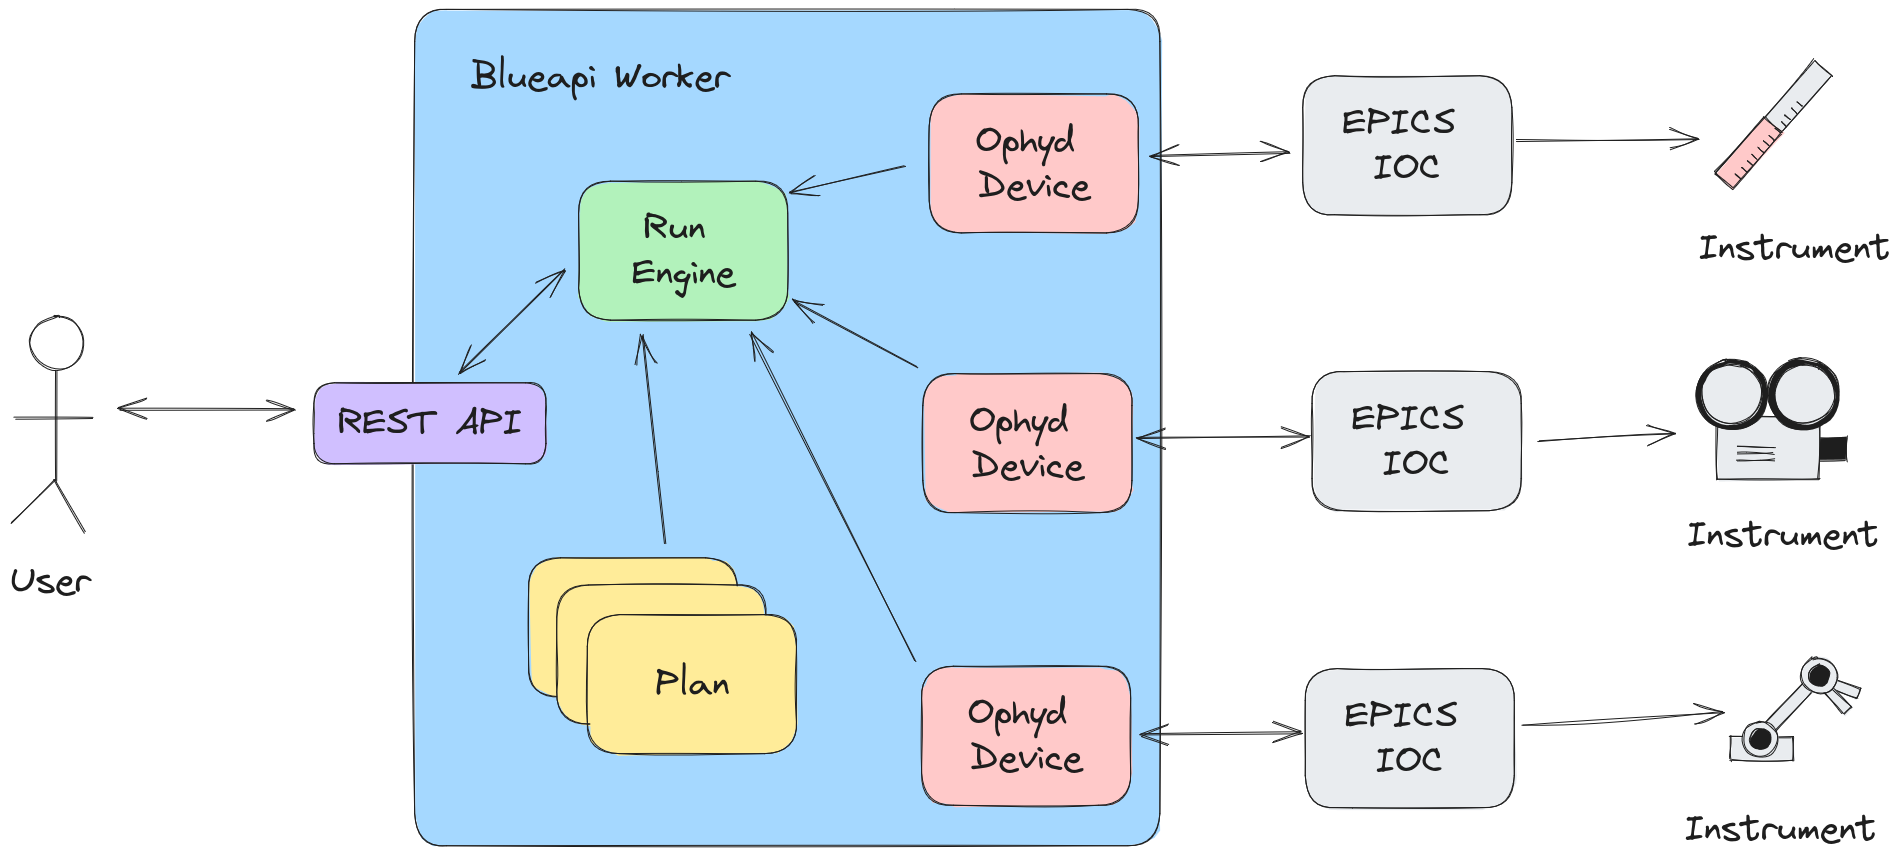 Blueapi Worker
Ophyd
Device
EPICS
IOC
Instrument
Run
Engine
User
REST API
Ophyd
Device
EPICS
IOC
Instrument
Plan
Ophyd
Device
EPICS
IOC
Instrument